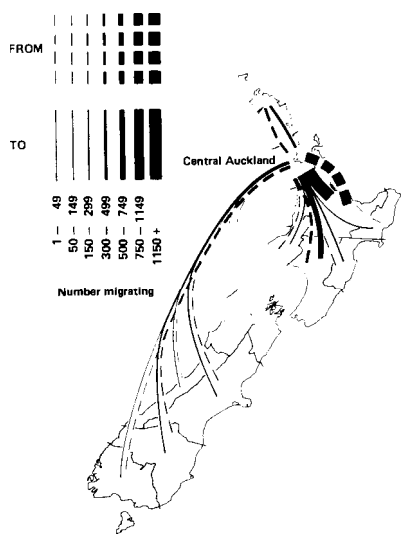 FROM
TO
1 — 49
50 — 149
150 — 299
300 — 499
500 — 749
750 — 1149
1150 +
Number migrating
Central Auckland